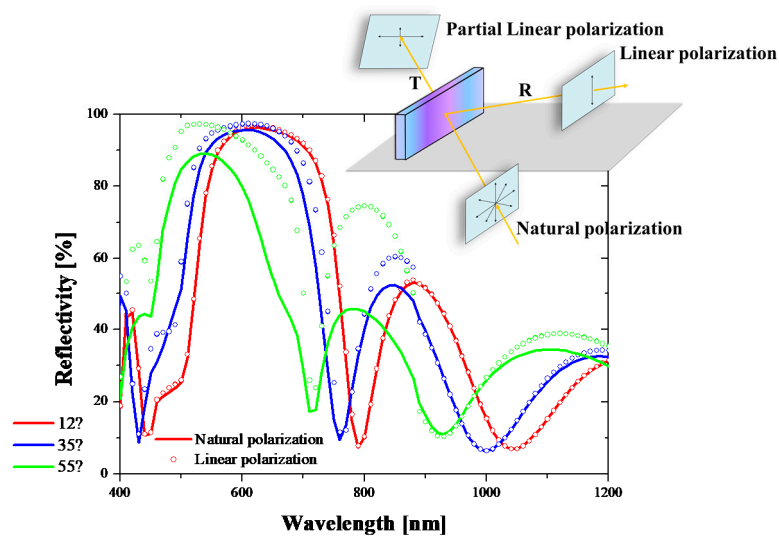 Partial Linear polarization
Linear polarization
T
R
Natural polarization
100
80
60
40
20
0
Reflectivity [%]
12?
35?
55?
Natural polarization
Linear polarization
400
600
800
1000
1200
Wavelength [nm]